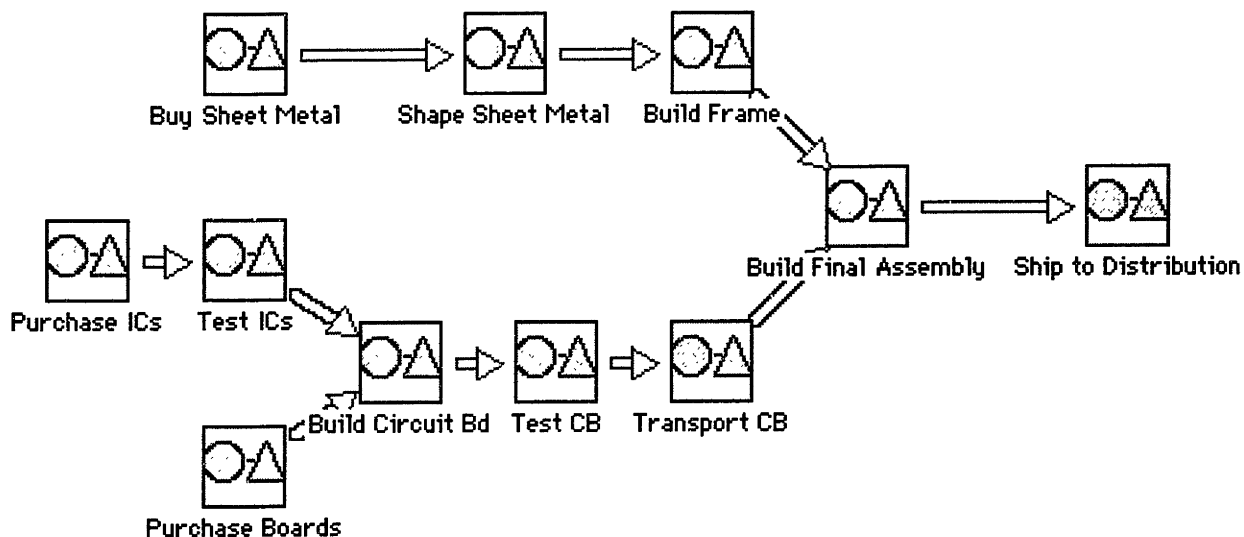 Buy Sheet Metal
Shape Sheet Metal
Build Frame
Build Final Assembly
Ship to Distribution
Purchase ICs
Test ICs
Build Circuit Bd
Test CB
Transport CB
Purchase Boards